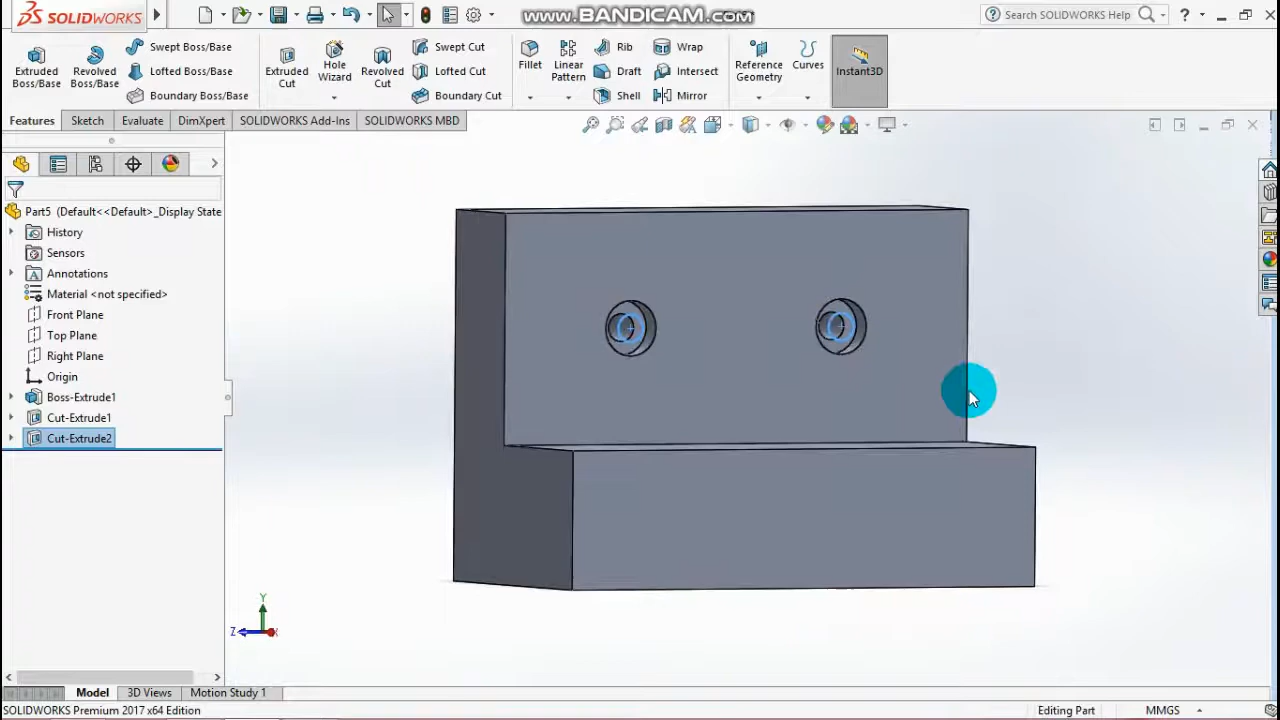 SOLIDWORKS
www.BANDICAM.com
Search SOLIDWORKS Help
Extruded Boss/Base
Revolved Boss/Base
Swept Boss/Base
Lofted Boss/Base
Boundary Boss/Base
Extruded Cut
Hole Wizard
Revolved Cut
Swept Cut
Lofted Cut
Boundary Cut
Fillet
Linear Pattern
Rib
Draft
Shell
Wrap
Intersect
Mirror
Reference Geometry
Curves
Instant3D
Features
Sketch
Evaluate
DimXpert
SOLIDWORKS Add-Ins
SOLIDWORKS MBD
Part5 (Default<<Default>_Display State
History
Sensors
Annotations
Material <not specified>
Front Plane
Top Plane
Right Plane
Origin
Boss-Extrude1
Cut-Extrude1
Cut-Extrude2
Y
Z
X
Model
3D Views
Motion Study 1
SOLIDWORKS Premium 2017 x64 Edition
Editing Part
MMGS